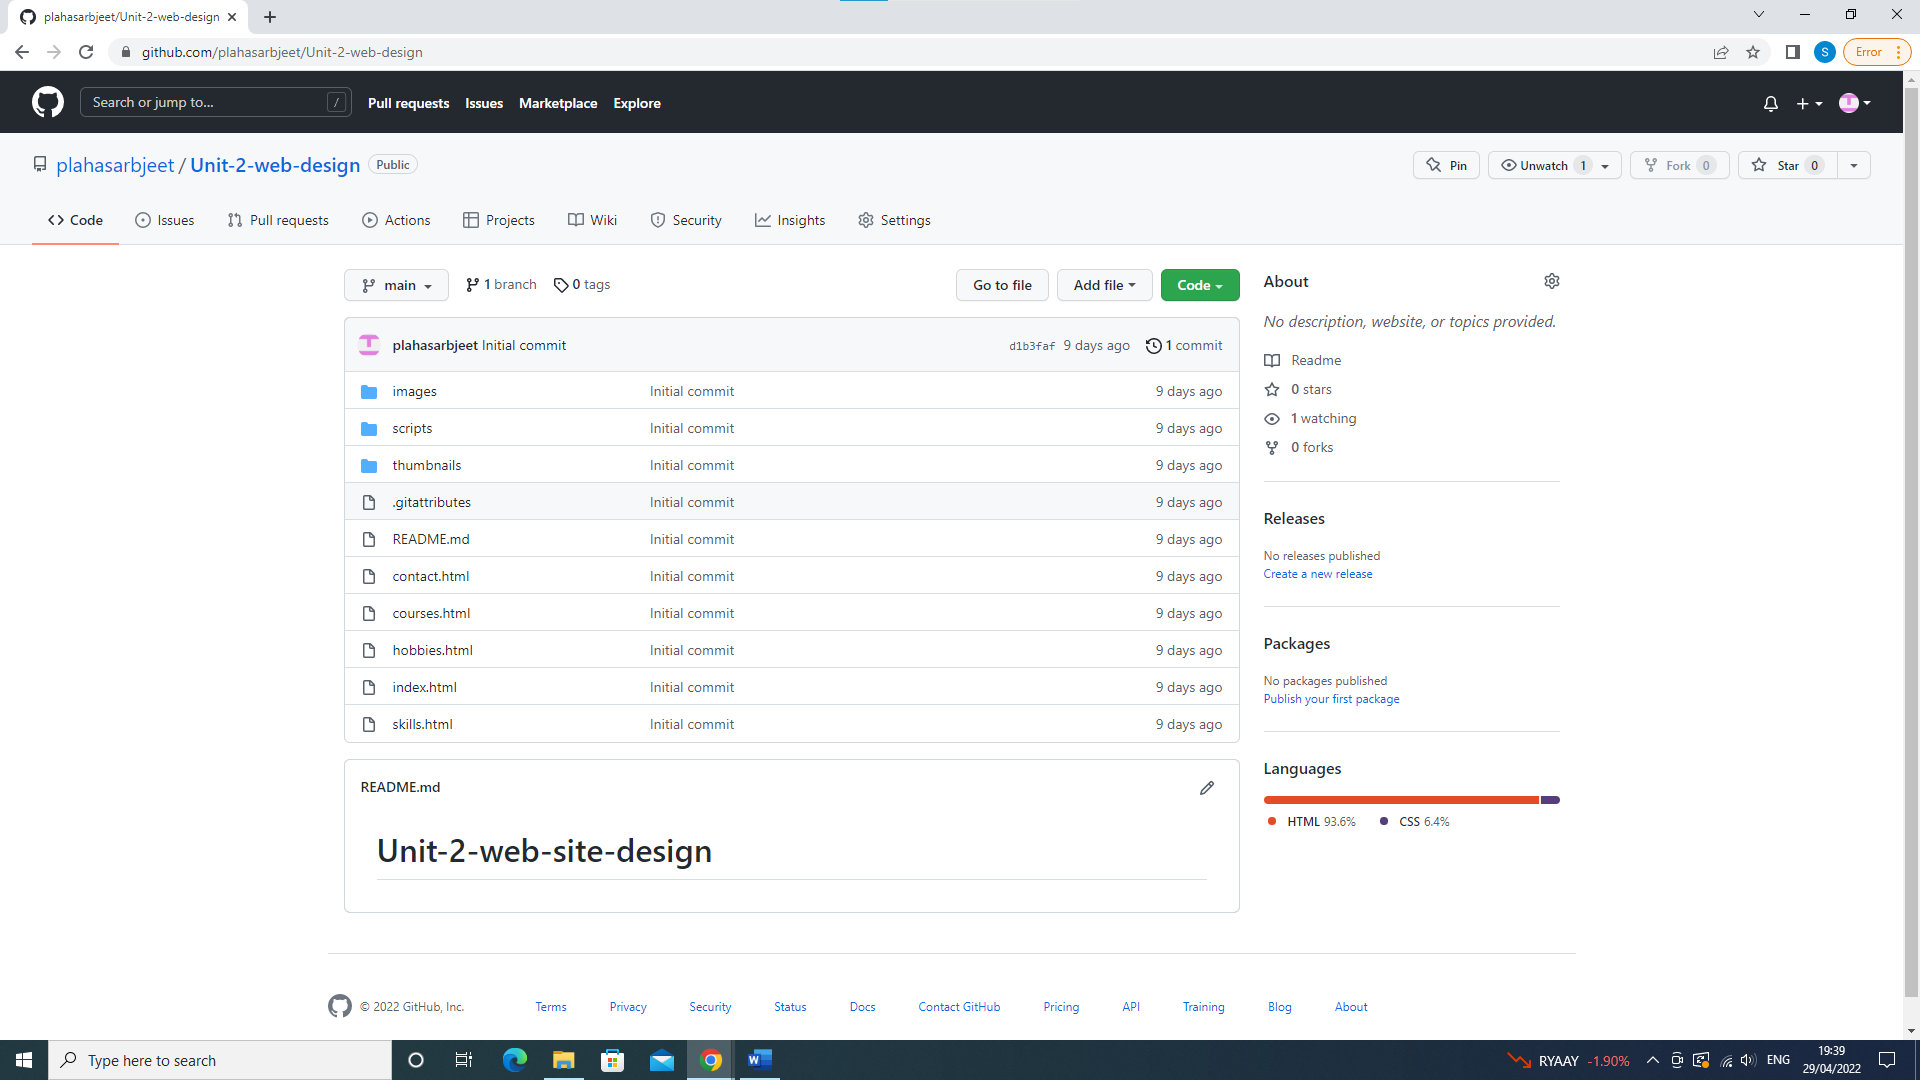 plahasarbjeet/Unit-2-web-design
github.com/plahasarbjeet/Unit-2-web-design
S
Error
Search or jump to...
/
Pull requests
Issues
Marketplace
Explore
plahasarbjeet / Unit-2-web-design
Public
Pin
Unwatch 1
Fork 0
Star 0
Code
Issues
Pull requests
Actions
Projects
Wiki
Security
Insights
Settings
main
1 branch
0 tags
Go to file
Add file
Code
plahasarbjeet Initial commit
d1b3faf 9 days ago
1 commit
images Initial commit 9 days ago
scripts Initial commit 9 days ago
thumbnails Initial commit 9 days ago
.gitattributes Initial commit 9 days ago
README.md Initial commit 9 days ago
contact.html Initial commit 9 days ago
courses.html Initial commit 9 days ago
hobbies.html Initial commit 9 days ago
index.html Initial commit 9 days ago
skills.html Initial commit 9 days ago
README.md
Unit-2-web-site-design
About
No description, website, or topics provided.
Readme
0 stars
1 watching
0 forks
Releases
No releases published
Create a new release
Packages
No packages published
Publish your first package
Languages
HTML 93.6%
CSS 6.4%
© 2022 GitHub, Inc.
Terms
Privacy
Security
Status
Docs
Contact GitHub
Pricing
API
Training
Blog
About
Type here to search
RYAAY -1.90%
ENG
19:39
29/04/2022